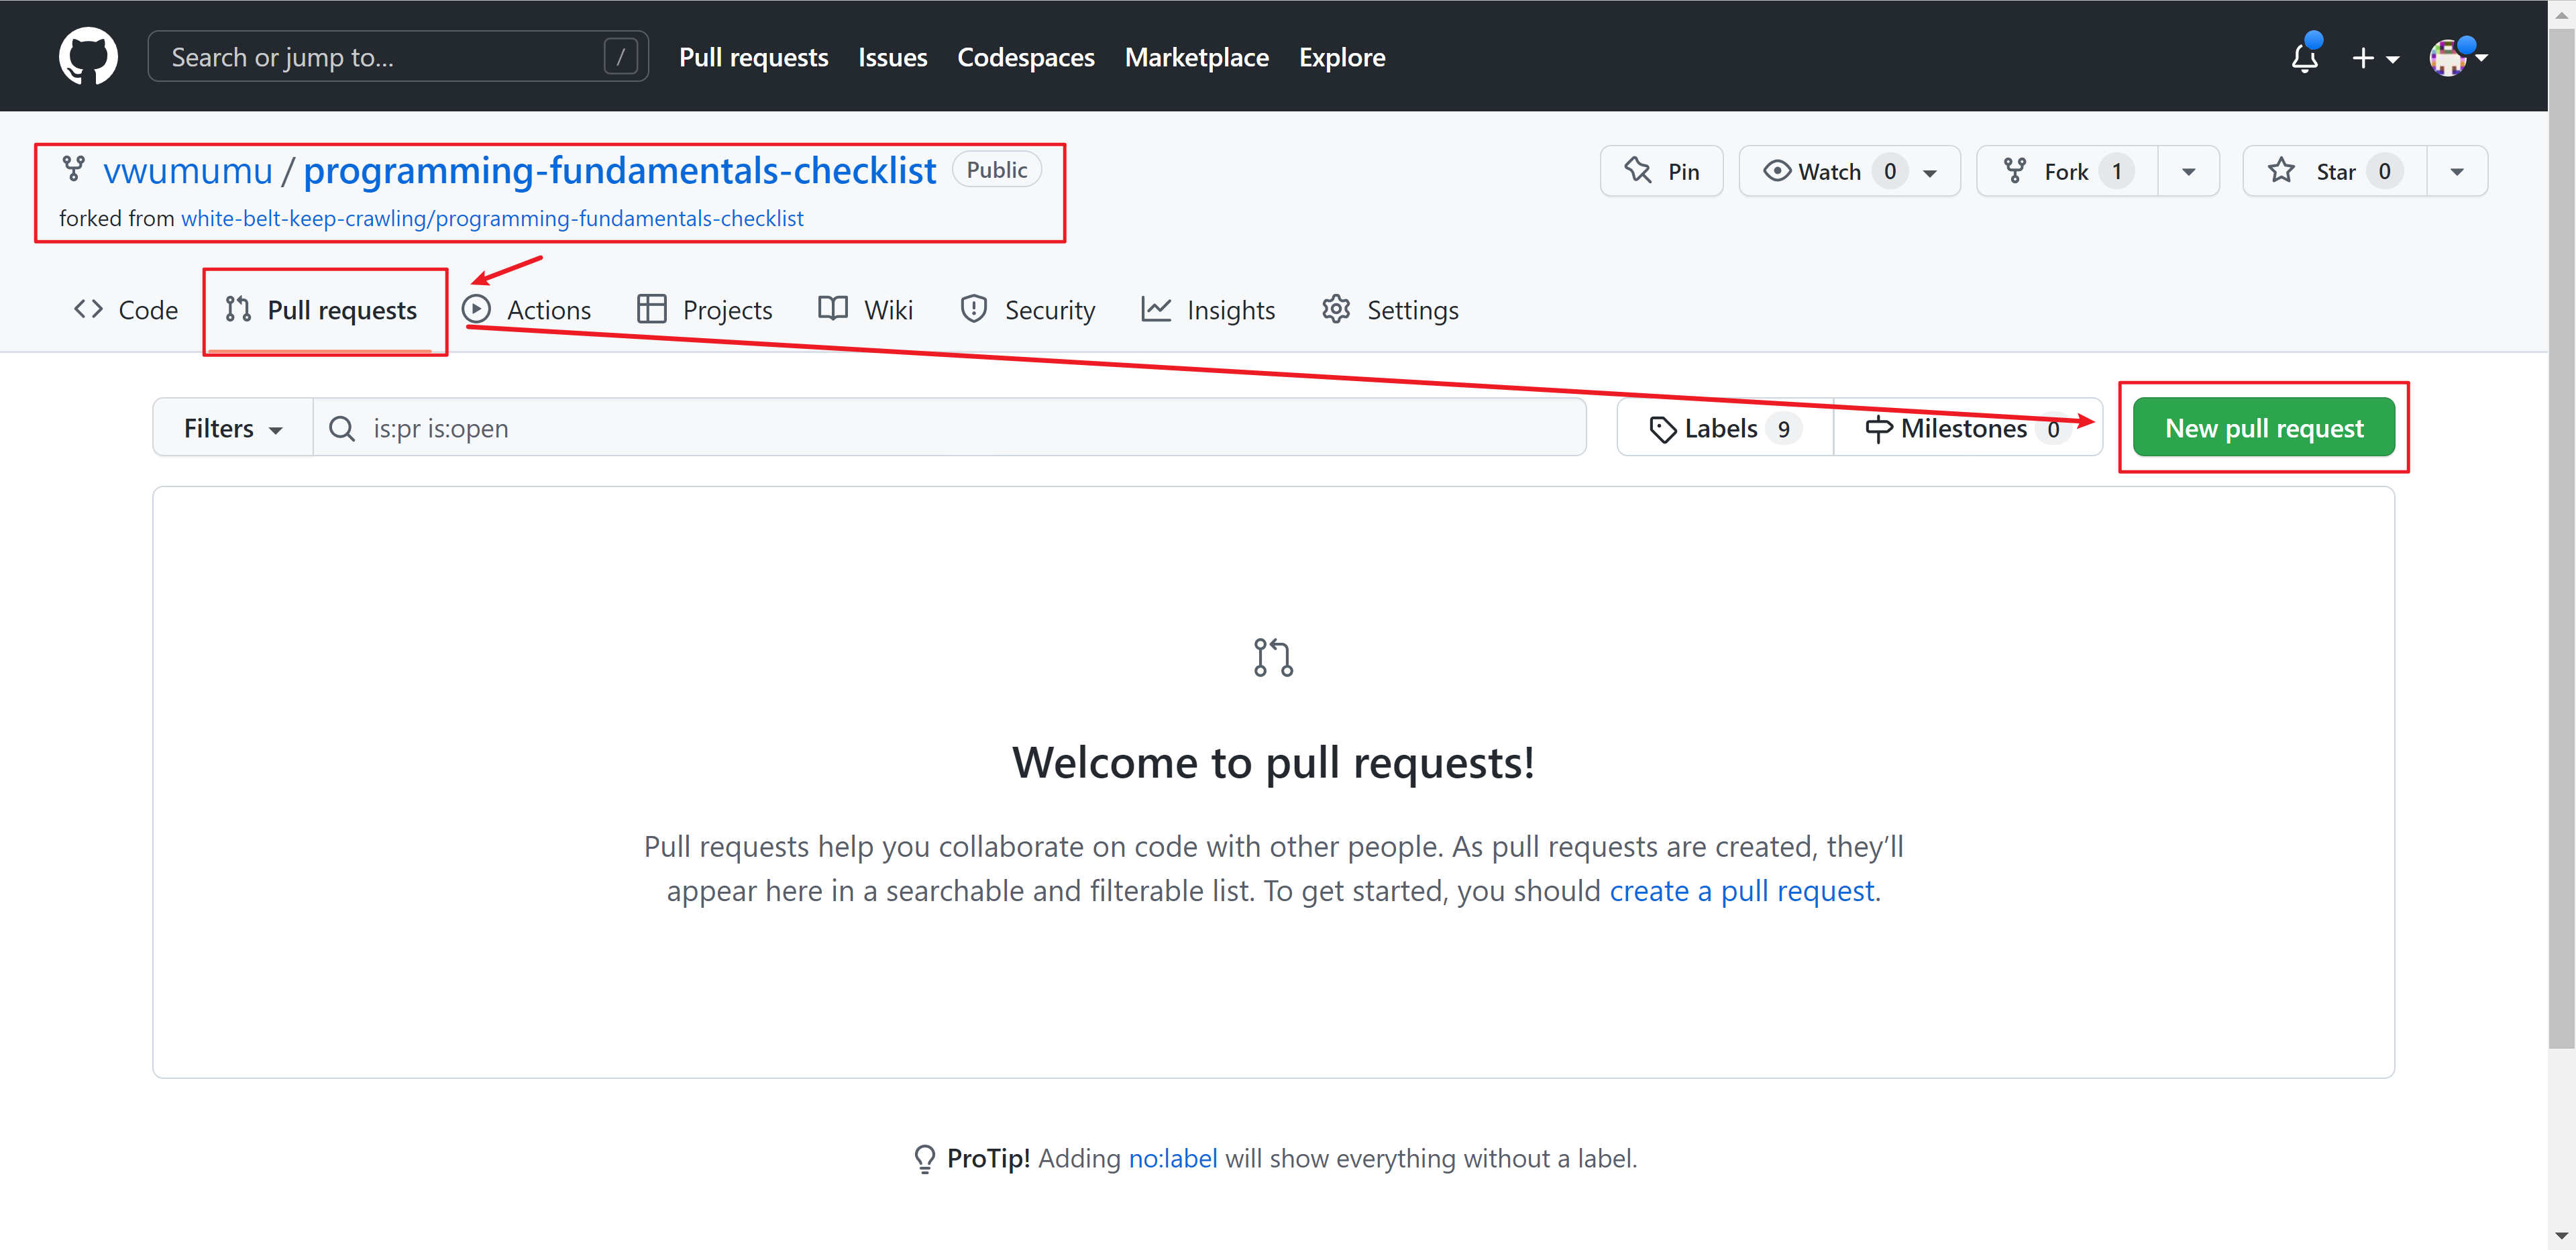 Search or jump to... / Pull requests Issues Codespaces Marketplace Explore
vwumumu / programming-fundamentals-checklist Public Pin Watch 0 Fork 1 Star 0
forked from white-belt-keep-crawling/programming-fundamentals-checklist
Code Pull requests Actions Projects Wiki Security Insights Settings
Filters is:pr is:open Labels 9 Milestones 0 New pull request
Welcome to pull requests!
Pull requests help you collaborate on code with other people. As pull requests are created, they’ll
appear here in a searchable and filterable list. To get started, you should create a pull request.
ProTip! Adding no:label will show everything without a label.